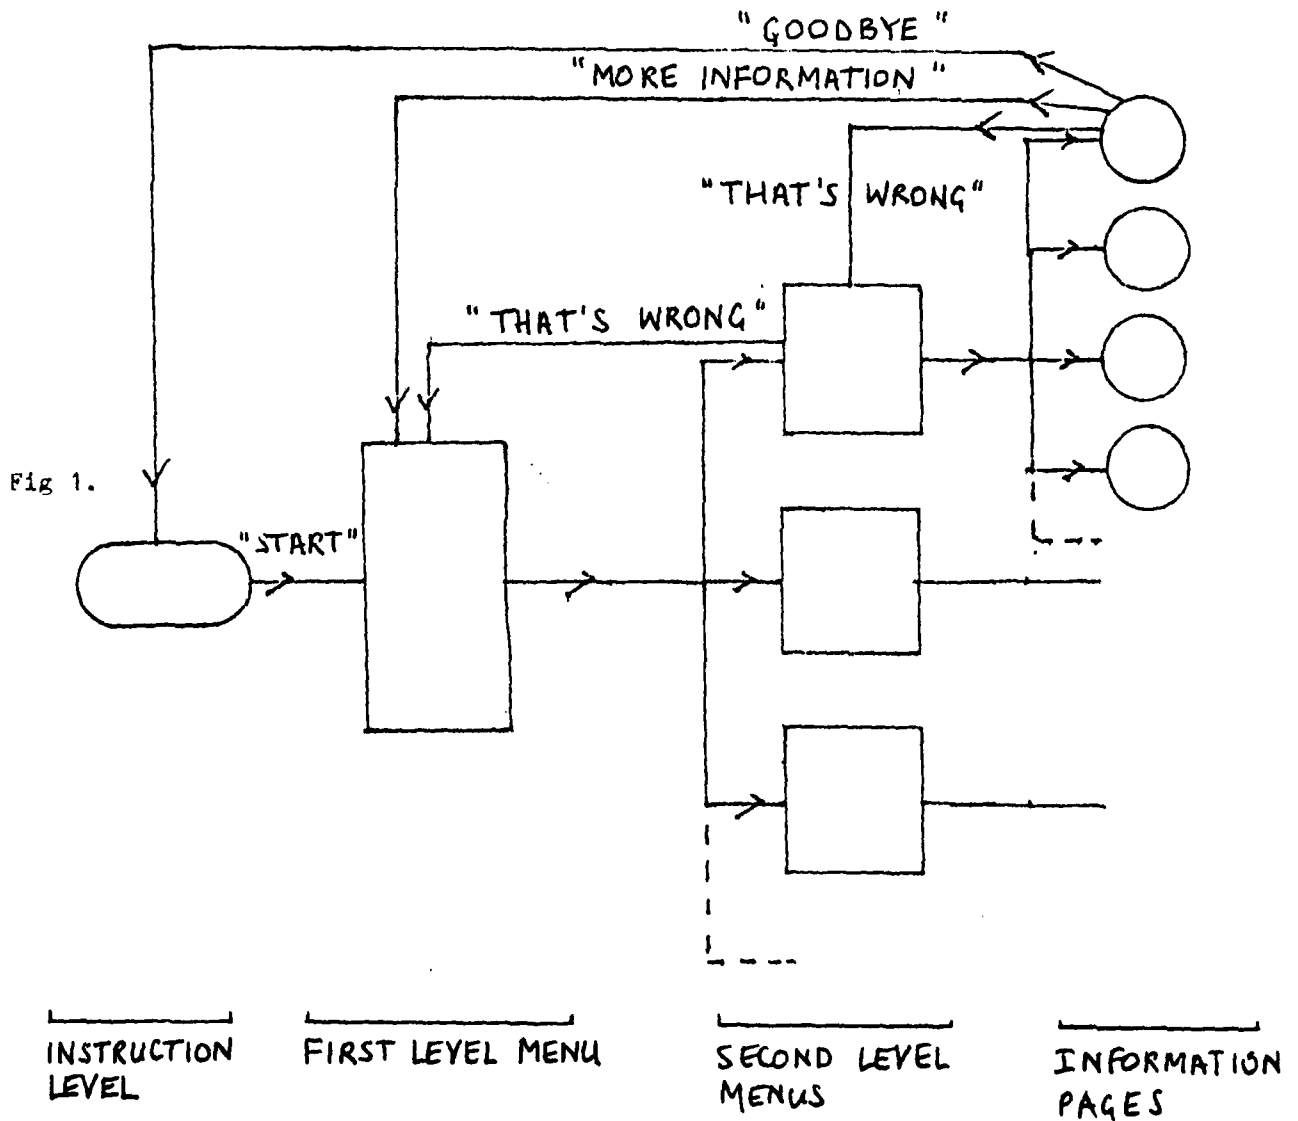 "GOODBYE"
"MORE INFORMATION"
"THAT'S WRONG"
"THAT'S WRONG"
Fig 1.
"START"
INSTRUCTION
LEVEL
FIRST LEVEL MENU
SECOND LEVEL
MENUS
INFORMATION
PAGES